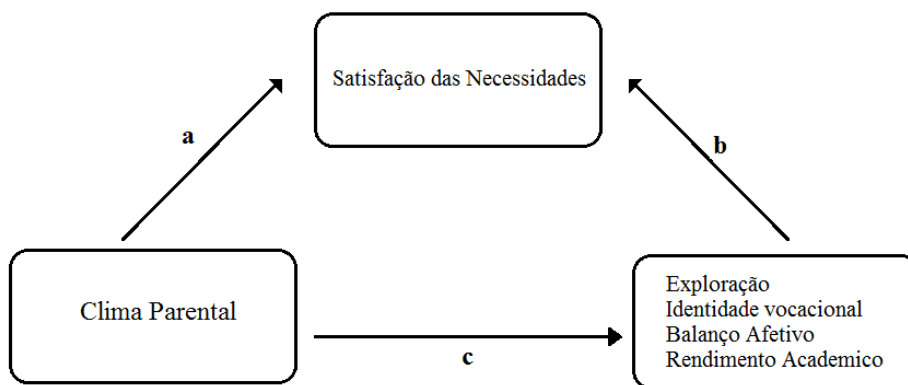 Satisfação das Necessidades
a
b
Clima Parental
c
Exploração
Identidade vocacional
Balanço Afetivo
Rendimento Academico